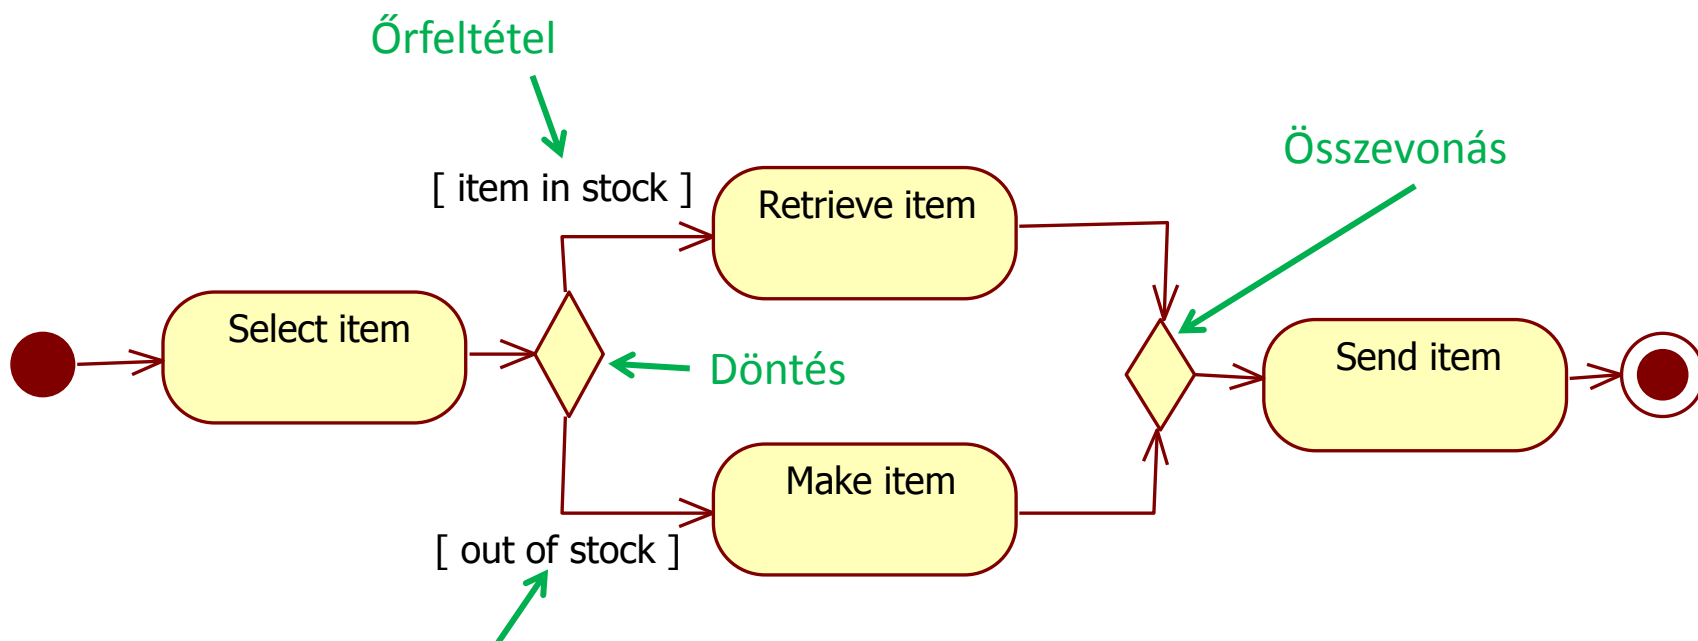 Őrfeltétel
Összevonás
[ item in stock ]
Retrieve item
Select item
Döntés
Send item
Make item
[ out of stock ]